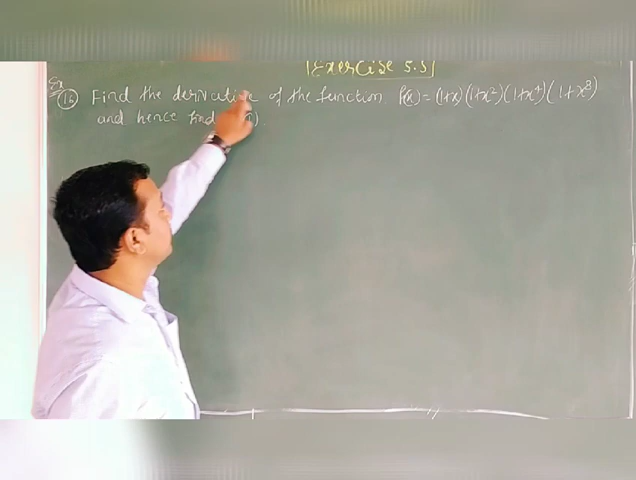 Exercise 5.5
Ex
(16) Find the derivative of the function f(x) = (1+x)(1+x²)(1+x⁴)(1+x⁸)
and hence find